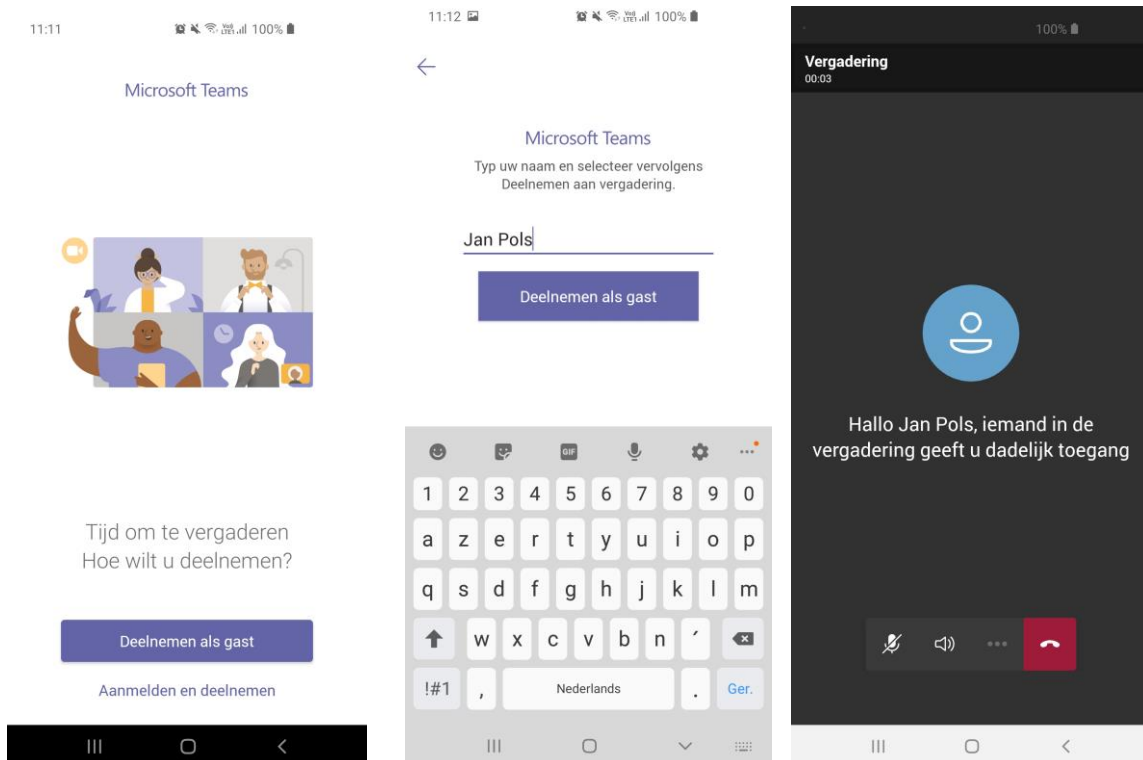 11:11
100%
Microsoft Teams
Tijd om te vergaderen
Hoe wilt u deelnemen?
Deelnemen als gast
Aanmelden en deelnemen
11:12
100%
Microsoft Teams
Typ uw naam en selecteer vervolgens
Deelnemen aan vergadering.
Jan Pols
Deelnemen als gast
GIF
1 2 3 4 5 6 7 8 9 0
a z e r t y u i o p
q s d f g h j k l m
w x c v b n ´
!#1 , Nederlands . Ger.
100%
Vergadering
00:03
Hallo Jan Pols, iemand in de
vergadering geeft u dadelijk toegang